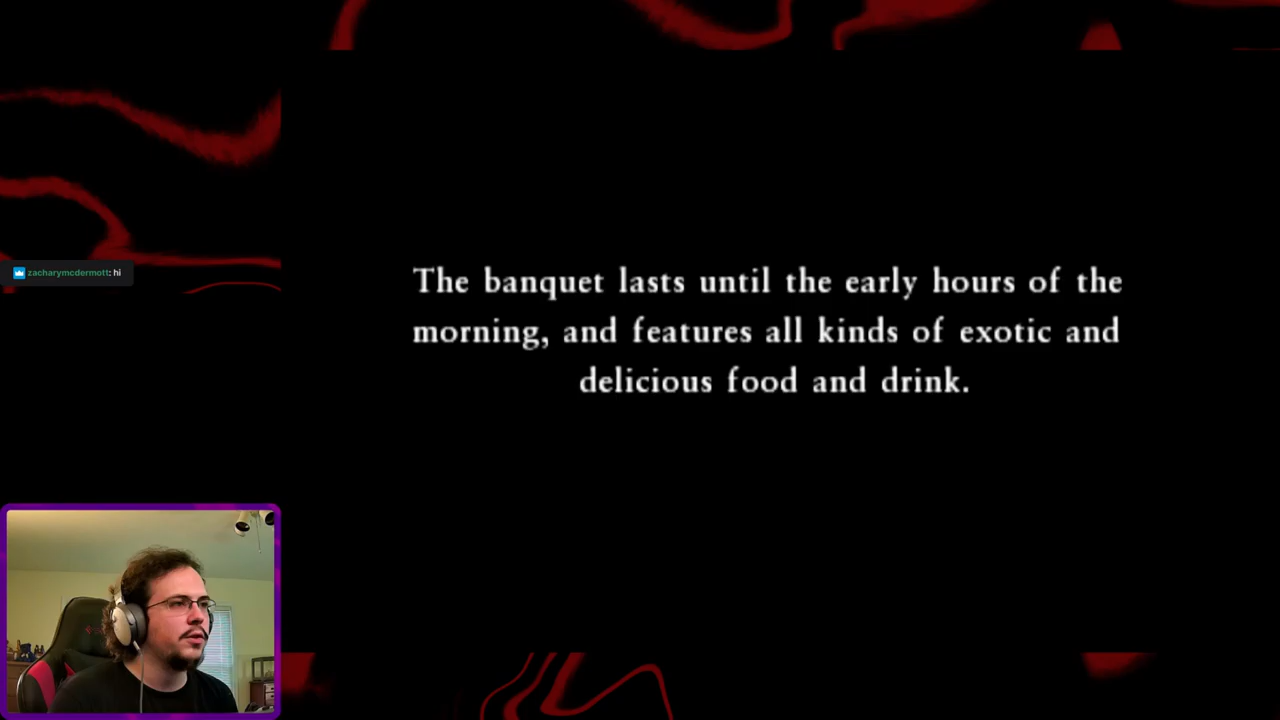 zacharymcdermott: hi
The banquet lasts until the early hours of the
morning, and features all kinds of exotic and
delicious food and drink.